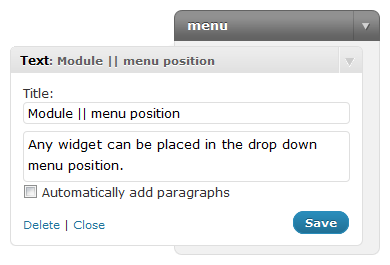 menu
Text: Module || menu position
Title:
Module || menu position
Any widget can be placed in the drop down
menu position.
Automatically add paragraphs
Delete | Close
Save